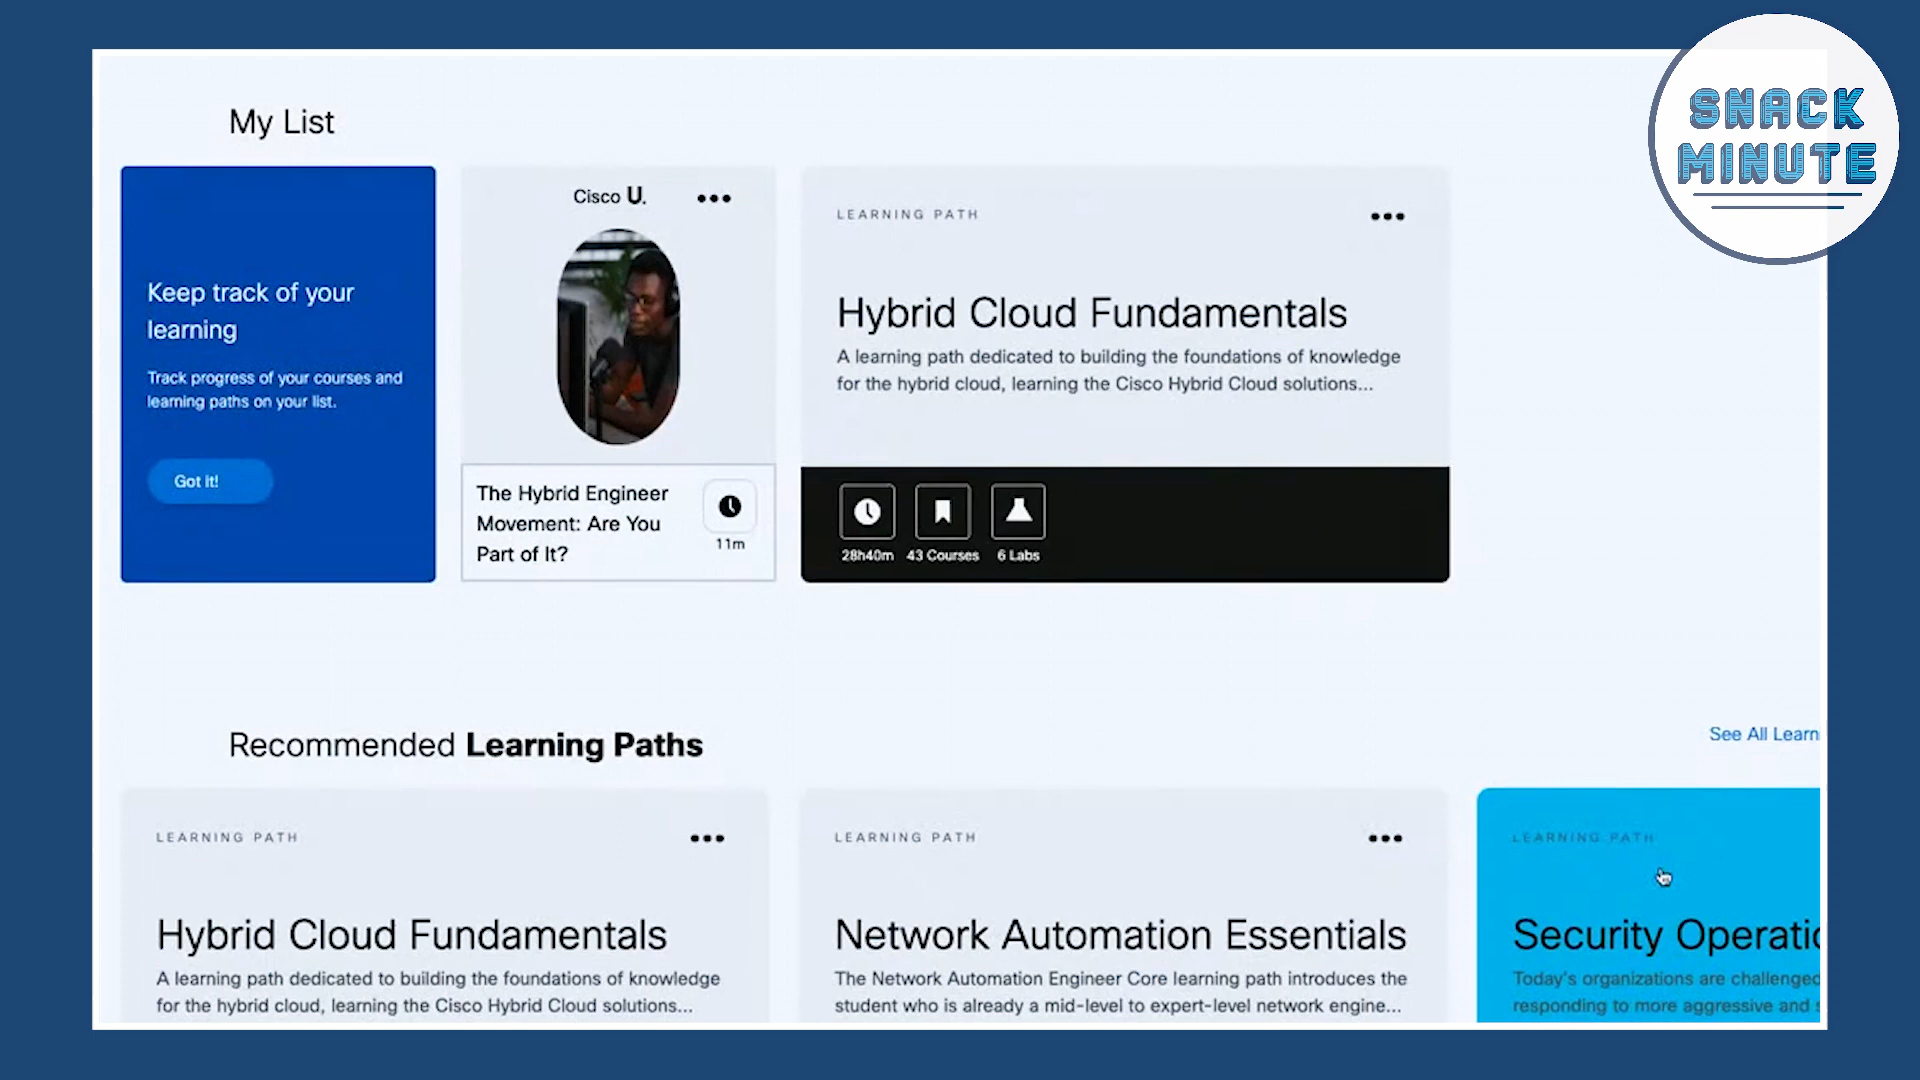 SNACK
MINUTE
My List
Keep track of your
learning
Track progress of your courses and
learning paths on your list.
Got it!
Cisco U.
The Hybrid Engineer
Movement: Are You
Part of It?
11m
LEARNING PATH
Hybrid Cloud Fundamentals
A learning path dedicated to building the foundations of knowledge
for the hybrid cloud, learning the Cisco Hybrid Cloud solutions...
28h40m 43 Courses 6 Labs
Recommended Learning Paths
See All Learn
LEARNING PATH
Hybrid Cloud Fundamentals
A learning path dedicated to building the foundations of knowledge
for the hybrid cloud, learning the Cisco Hybrid Cloud solutions...
LEARNING PATH
Network Automation Essentials
The Network Automation Engineer Core learning path introduces the
student who is already a mid-level to expert-level network engine...
LEARNING PATH
Security Operatio
Today's organizations are challenged
responding to more aggressive and s